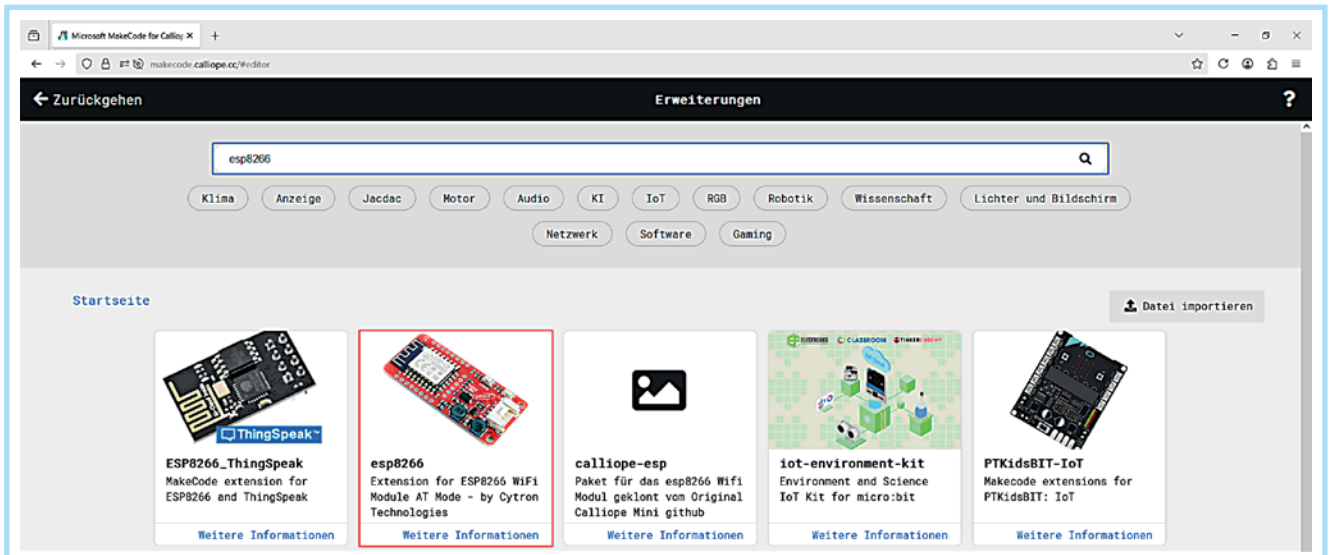 Microsoft MakeCode for Calliop
makecode.calliope.cc/#editor
Zurückgehen
Erweiterungen
?
esp8266
Klima
Anzeige
Jacdac
Motor
Audio
KI
IoT
RGB
Robotik
Wissenschaft
Lichter und Bildschirm
Netzwerk
Software
Gaming
Startseite
Datei importieren
ThingSpeak™
ESP8266_ThingSpeak
MakeCode extension for
ESP8266 and ThingSpeak
Weitere Informationen
esp8266
Extension for ESP8266 WiFi
Module AT Mode - by Cytron
Technologies
Weitere Informationen
calliope-esp
Paket für das esp8266 Wifi
Modul geklont vom Original
Calliope Mini github
Weitere Informationen
ELECFREAKS CLASSROOM
iot-environment-kit
Environment and Science
IoT Kit for micro:bit
Weitere Informationen
PTKidsBIT-IoT
Makecode extensions for
PTKidsBIT: IoT
Weitere Informationen